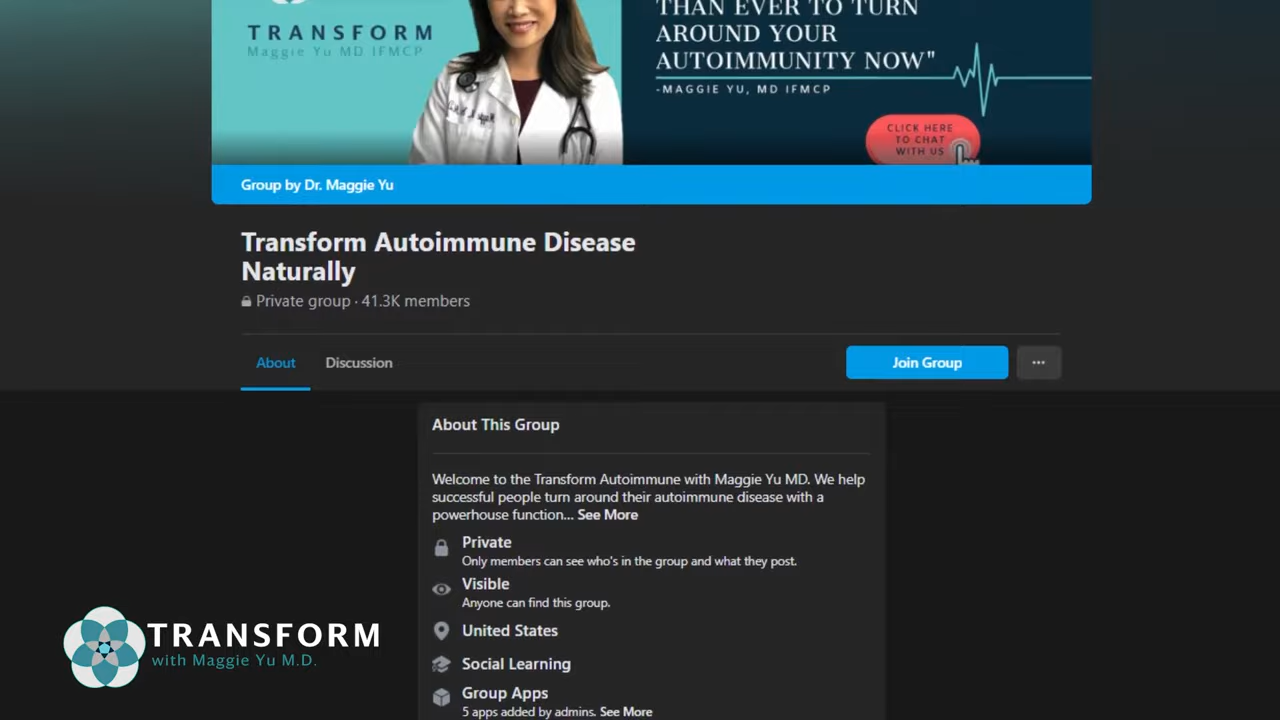 TRANSFORM
Maggie Yu MD IFMCP
THAN EVER TO TURN
AROUND YOUR
AUTOIMMUNITY NOW"
-MAGGIE YU, MD IFMCP
CLICK HERE
TO CHAT
WITH US
Group by Dr. Maggie Yu
Transform Autoimmune Disease
Naturally
Private group · 41.3K members
About
Discussion
Join Group
About This Group
Welcome to the Transform Autoimmune with Maggie Yu MD. We help
successful people turn around their autoimmune disease with a
powerhouse function... See More
Private
Only members can see who's in the group and what they post.
Visible
Anyone can find this group.
United States
Social Learning
Group Apps
5 apps added by admins. See More
TRANSFORM
with Maggie Yu M.D.